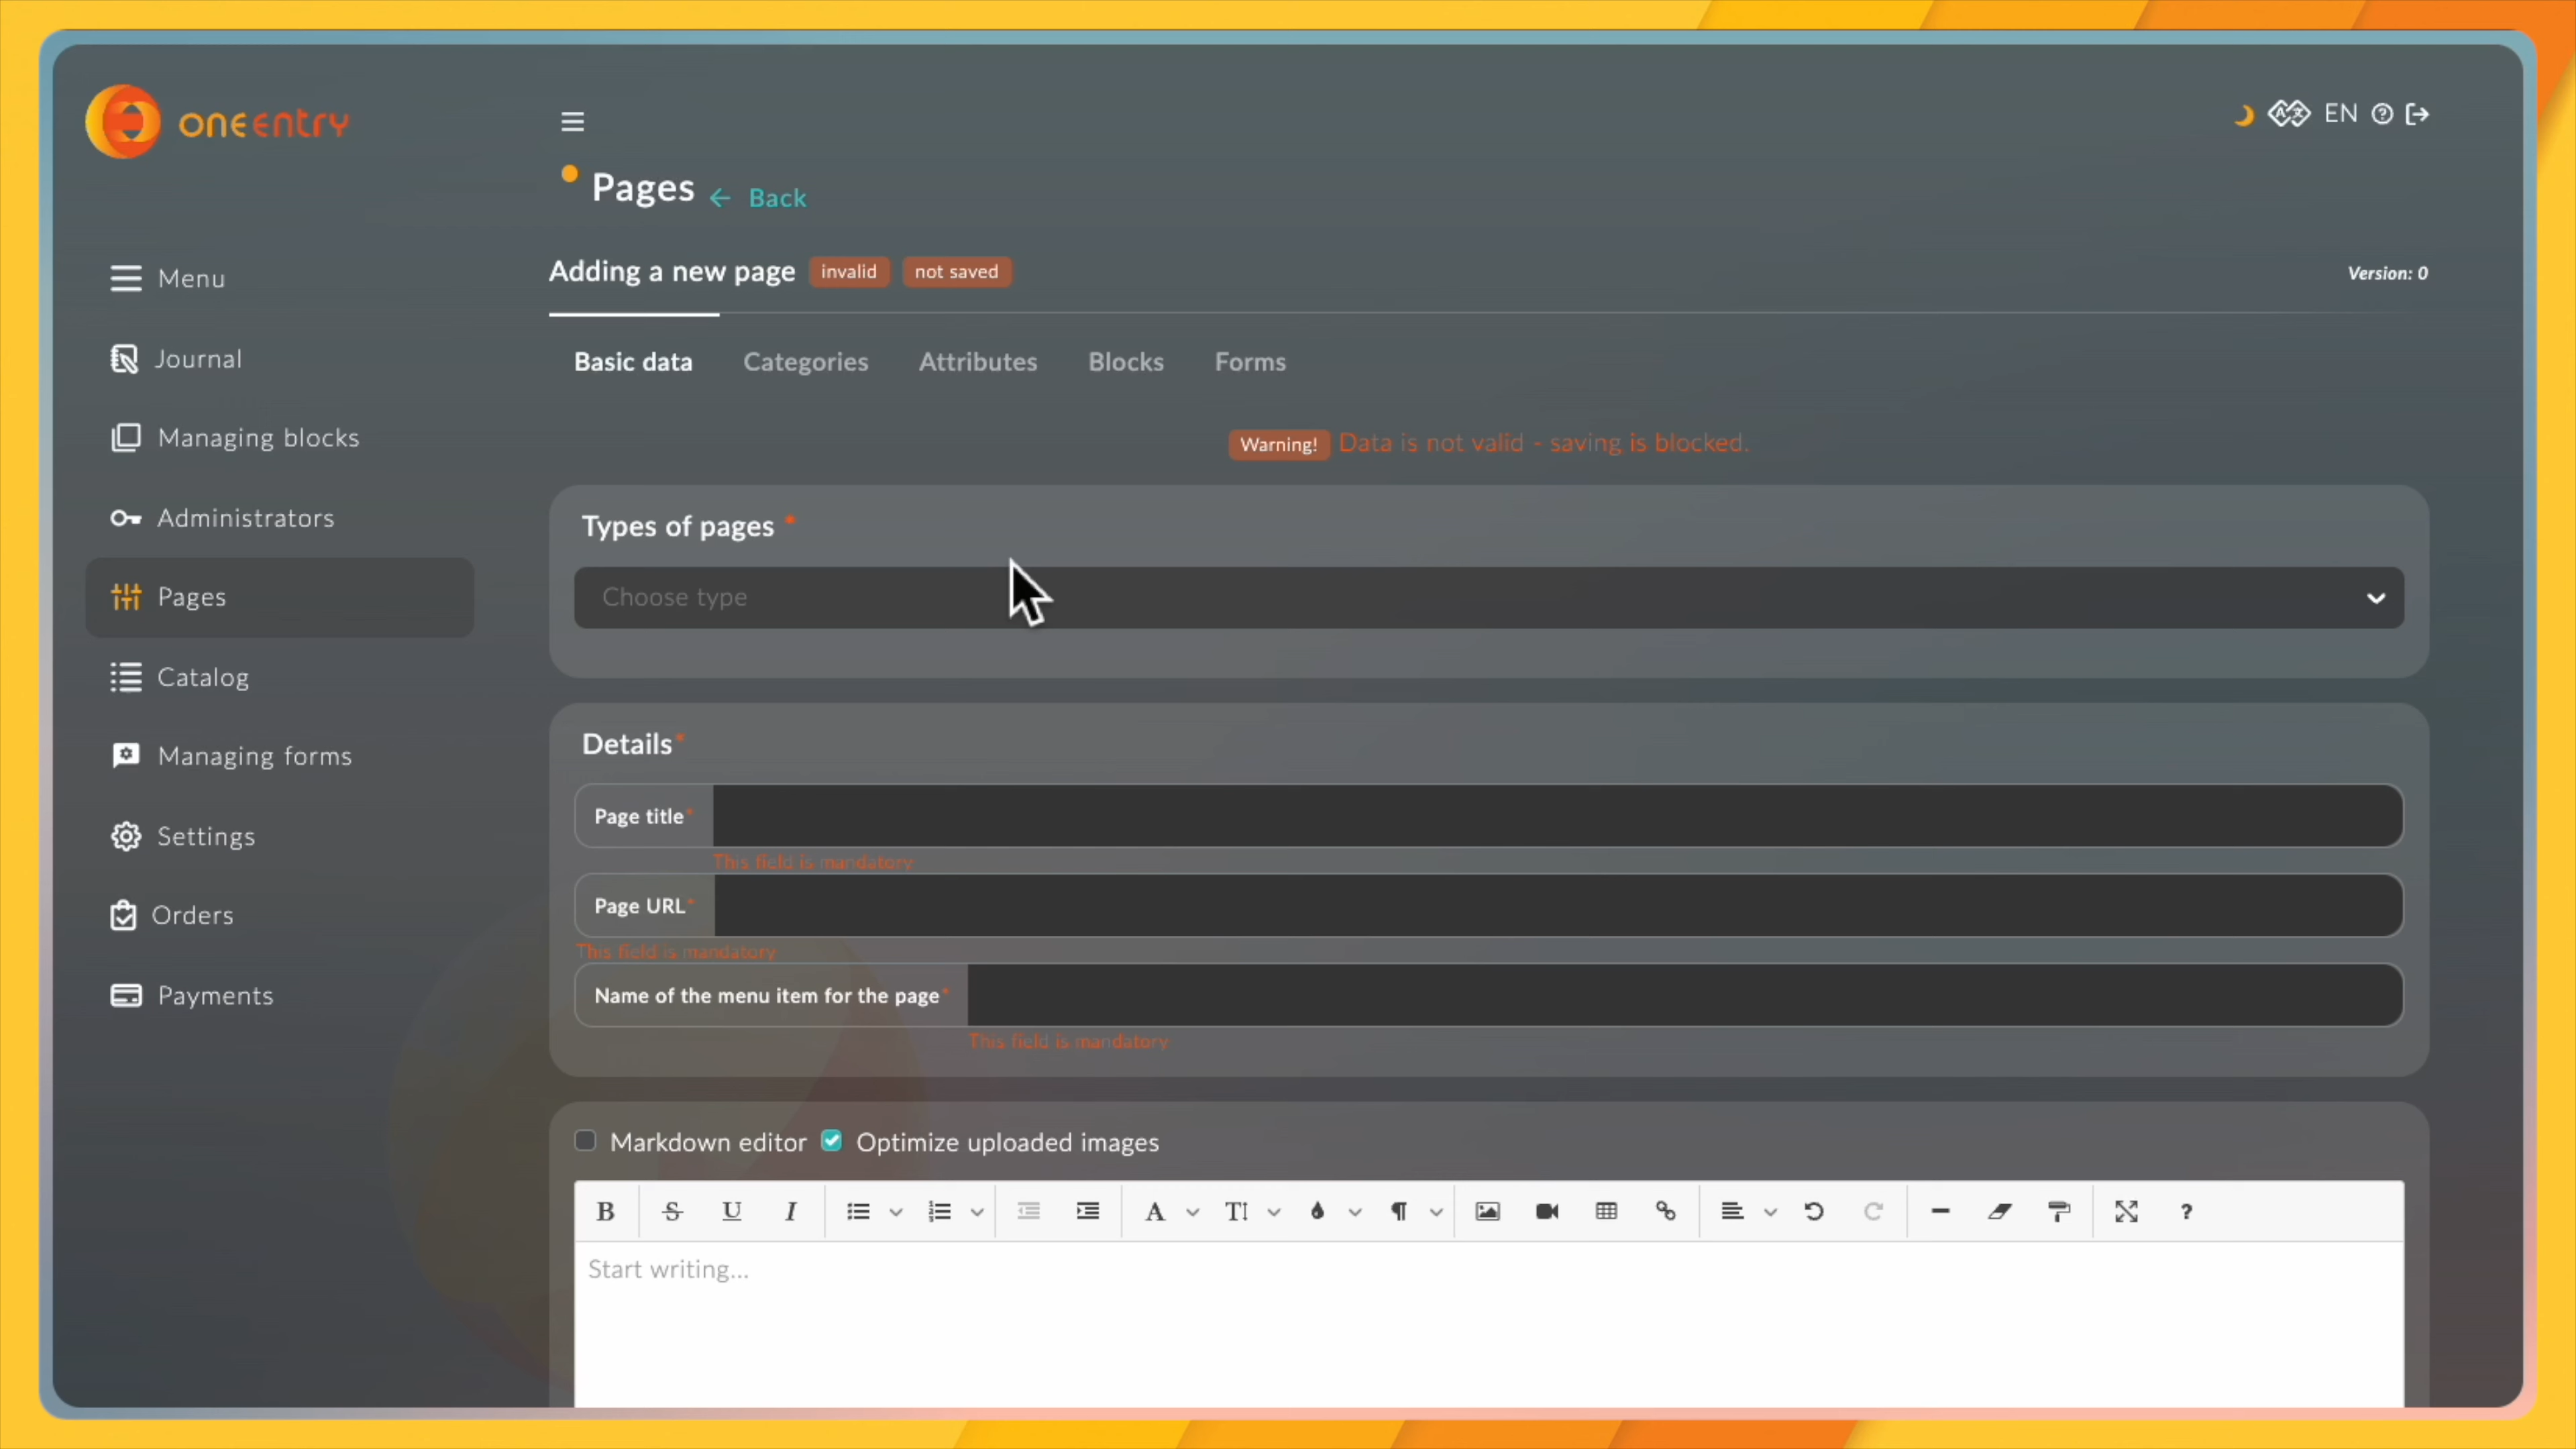 oneentry
EN
Pages ← Back
Adding a new page invalid not saved
Version: 0
Menu
Journal
Managing blocks
Administrators
Pages
Catalog
Managing forms
Settings
Orders
Payments
Basic data Categories Attributes Blocks Forms
Warning! Data is not valid - saving is blocked.
Types of pages *
Choose type
Details*
Page title*
This field is mandatory
Page URL*
This field is mandatory
Name of the menu item for the page*
This field is mandatory
Markdown editor Optimize uploaded images
Start writing...